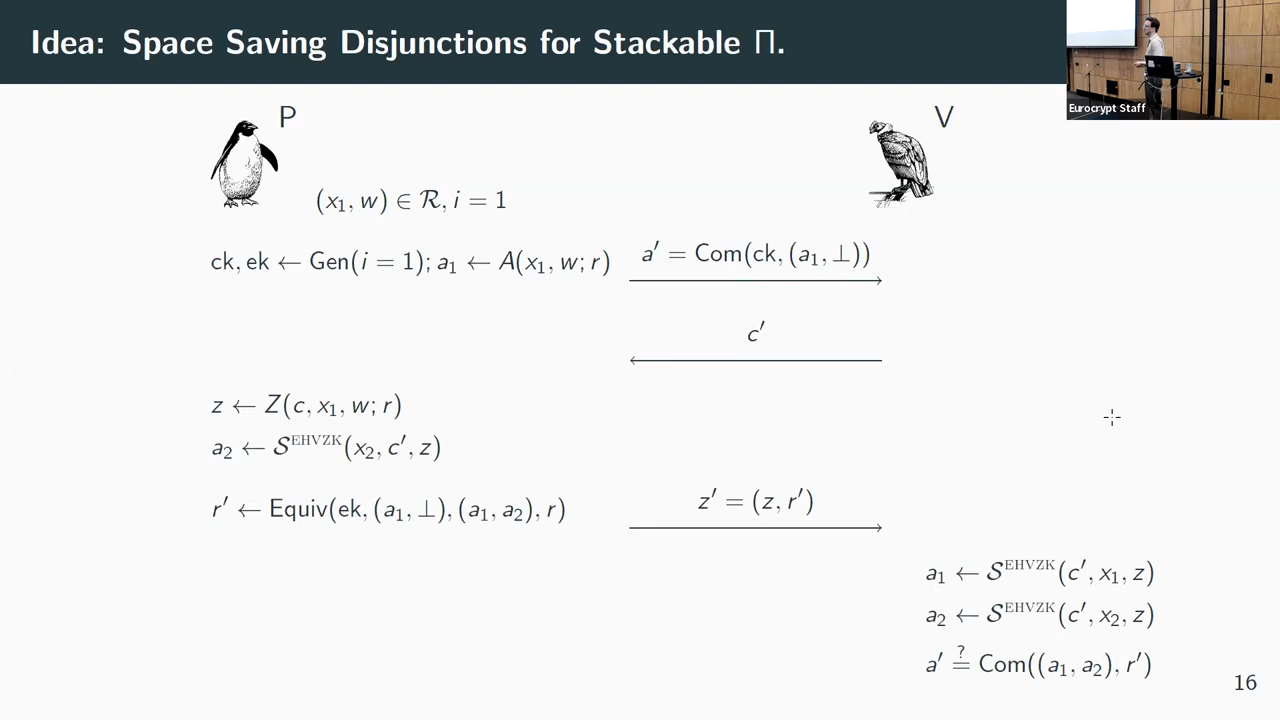 Idea: Space Saving Disjunctions for Stackable Π.
Eurocrypt Staff
P
V
(x₁, w) ∈ ℛ, i = 1
ck, ek ← Gen(i = 1); a₁ ← A(x₁, w; r)
a′ = Com(ck, (a₁, ⊥))
c′
z ← Z(c, x₁, w; r)
a₂ ← 𝒮^EHVZK(x₂, c′, z)
r′ ← Equiv(ek, (a₁, ⊥), (a₁, a₂), r)
z′ = (z, r′)
a₁ ← 𝒮^EHVZK(c′, x₁, z)
a₂ ← 𝒮^EHVZK(c′, x₂, z)
a′ ≟ Com((a₁, a₂), r′)
16